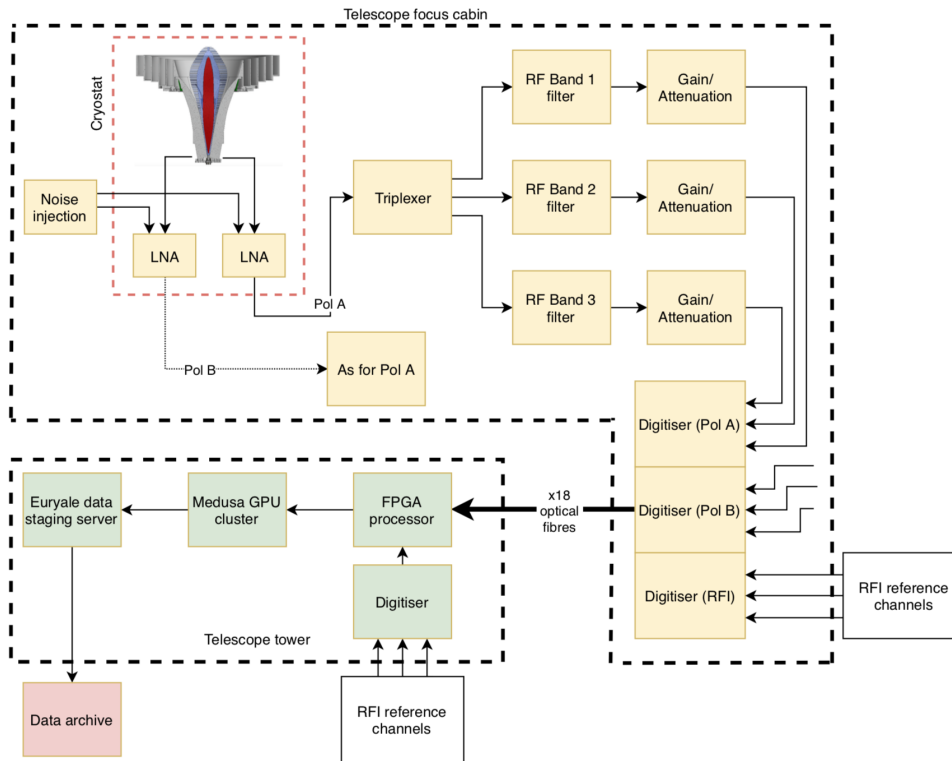 Telescope focus cabin
Cryostat
Noise
injection
LNA
LNA
Pol A
Pol B
As for Pol A
Triplexer
RF Band 1
filter
Gain/
Attenuation
RF Band 2
filter
Gain/
Attenuation
RF Band 3
filter
Gain/
Attenuation
Digitiser (Pol A)
Digitiser (Pol B)
Digitiser (RFI)
RFI reference
channels
x18
optical
fibres
Euryale data
staging server
Medusa GPU
cluster
FPGA
processor
Digitiser
Telescope tower
Data archive
RFI reference
channels